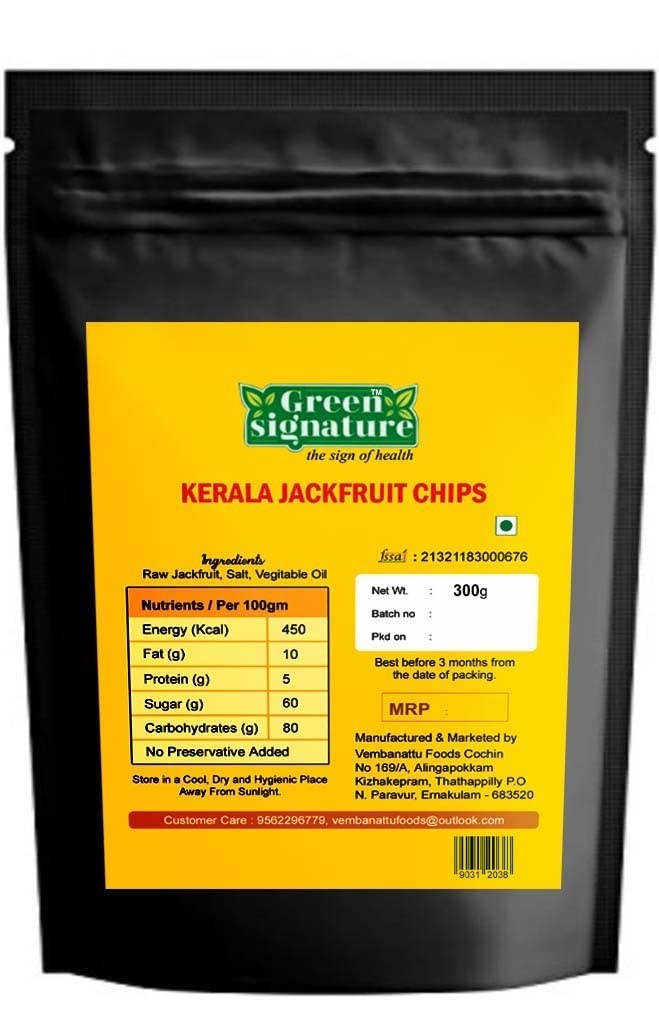 Green TM
signature
the sign of health
KERALA JACKFRUIT CHIPS
Ingredients
Raw Jackfruit, Salt, Vegitable Oil
Nutrients / Per 100gm
Energy (Kcal) 450
Fat (g) 10
Protein (g) 5
Sugar (g) 60
Carbohydrates (g) 80
No Preservative Added
Store in a Cool, Dry and Hygienic Place
Away From Sunlight.
fssai : 21321183000676
Net Wt. : 300g
Batch no :
Pkd on :
Best before 3 months from
the date of packing.
MRP :
Manufactured & Marketed by
Vembanattu Foods Cochin
No 169/A, Alingapokkam
Kizhakepram, Thathappilly P.O
N. Paravur, Ernakulam - 683520
Customer Care : 9562296779, vembanattufoods@outlook.com
9031 2038